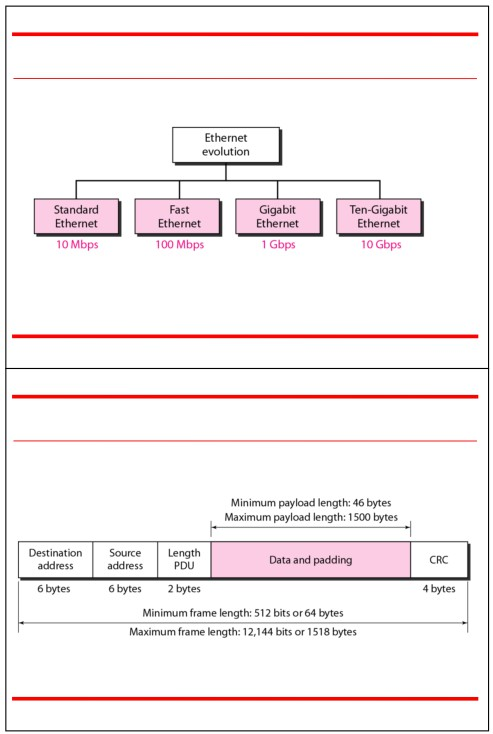 Ethernet
evolution
Standard
Ethernet
Fast
Ethernet
Gigabit
Ethernet
Ten-Gigabit
Ethernet
10 Mbps
100 Mbps
1 Gbps
10 Gbps
Minimum payload length: 46 bytes
Maximum payload length: 1500 bytes
Destination
address
Source
address
Length
PDU
Data and padding
CRC
6 bytes
6 bytes
2 bytes
4 bytes
Minimum frame length: 512 bits or 64 bytes
Maximum frame length: 12,144 bits or 1518 bytes